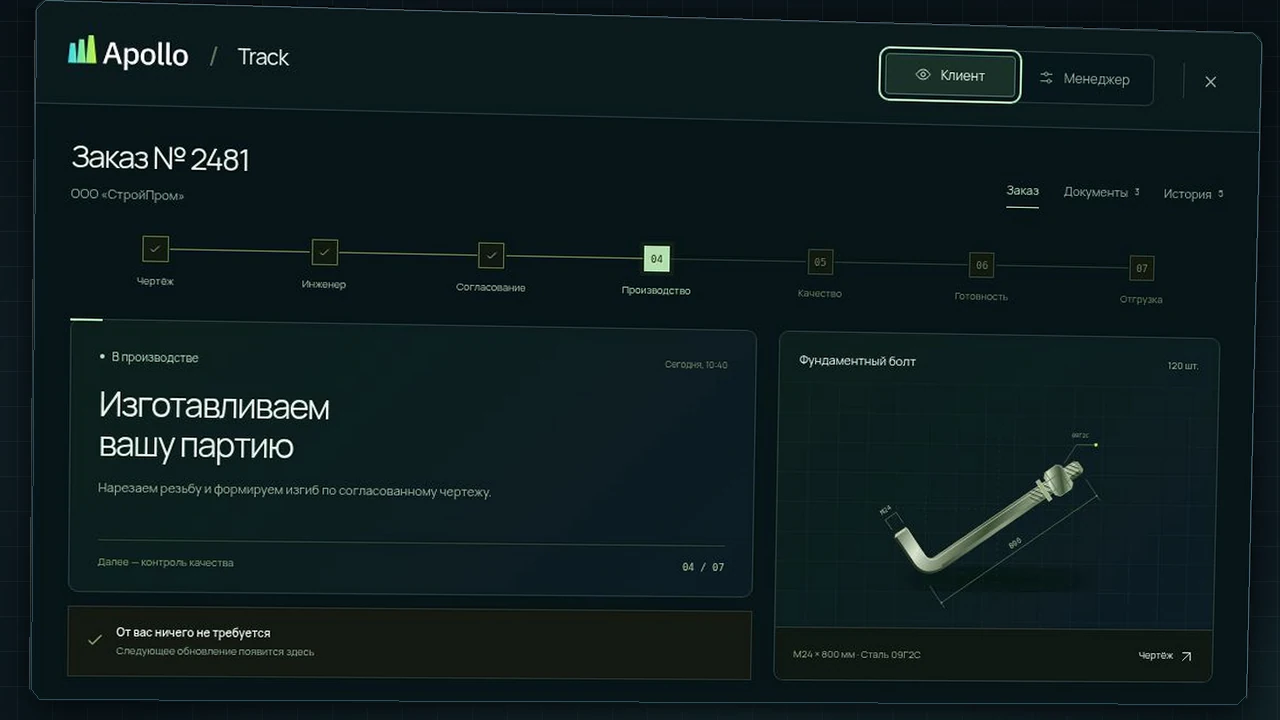 Apollo / Track
Клиент
Менеджер
Заказ № 2481
ООО «СтройПром»
Заказ
Документы 3
История 5
04
05
06
07
Чертёж
Инженер
Согласование
Производство
Качество
Готовность
Отгрузка
В производстве
Сегодня, 10:40
Изготавливаем
вашу партию
Нарезаем резьбу и формируем изгиб по согласованному чертежу.
Далее — контроль качества
04 / 07
От вас ничего не требуется
Следующее обновление появится здесь
Фундаментный болт
120 шт.
09Г2С
M24
M24 × 800 мм · Сталь 09Г2С
Чертёж